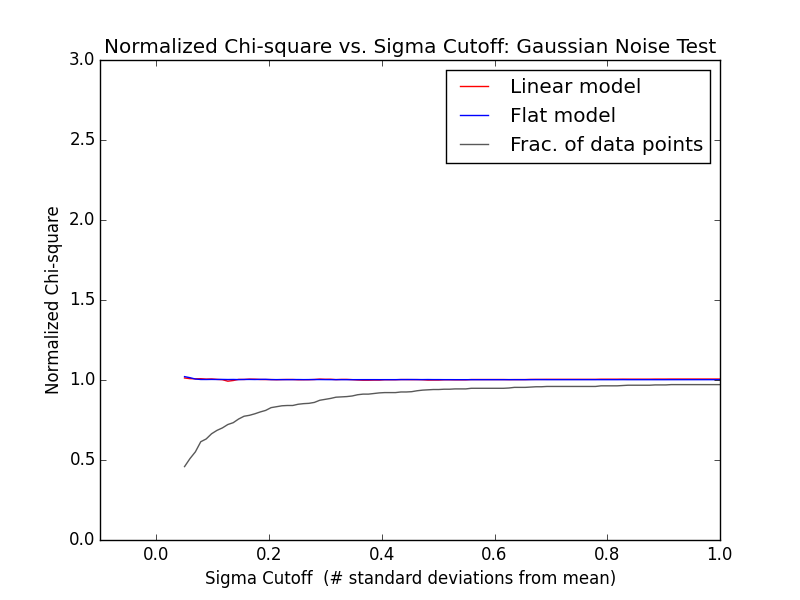 Normalized Chi-square vs. Sigma Cutoff: Gaussian Noise Test
3.0
2.5
2.0
1.5
1.0
0.5
0.0
Normalized Chi-square
Linear model
Flat model
Frac. of data points
0.0 0.2 0.4 0.6 0.8 1.0
Sigma Cutoff  (# standard deviations from mean)